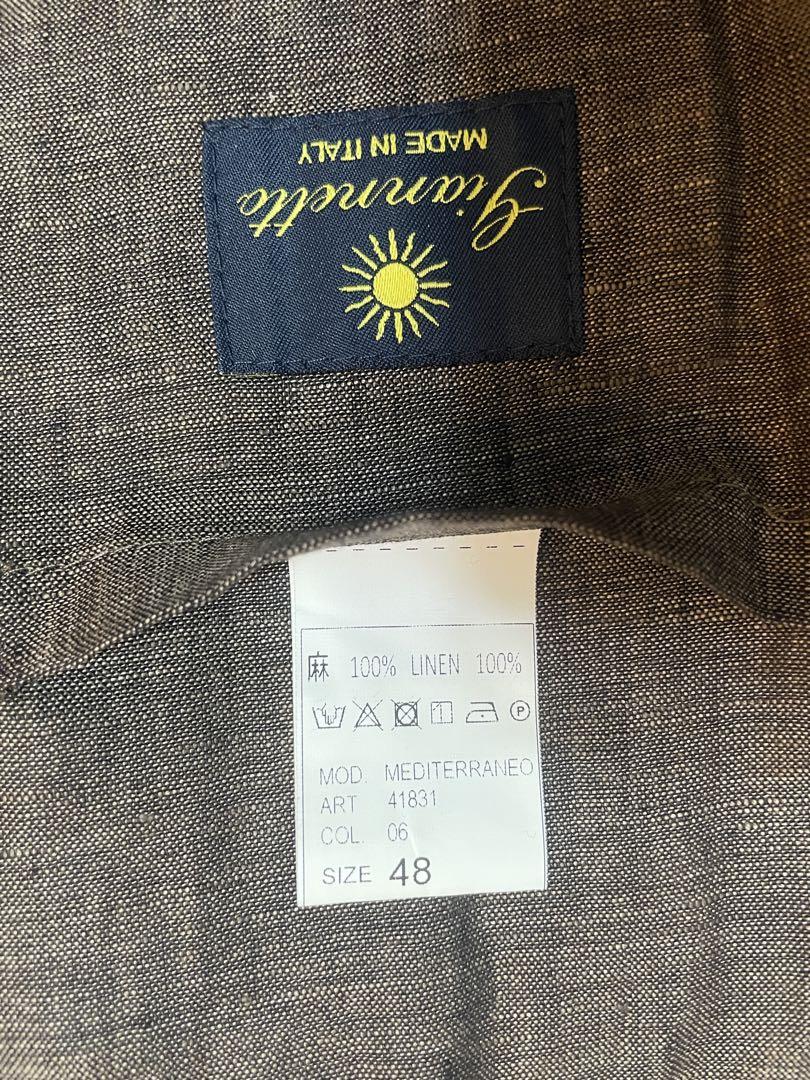 Giannetto
MADE IN ITALY
麻 100% LINEN 100%
MOD. MEDITERRANEO
ART 41831
COL. 06
SIZE 48